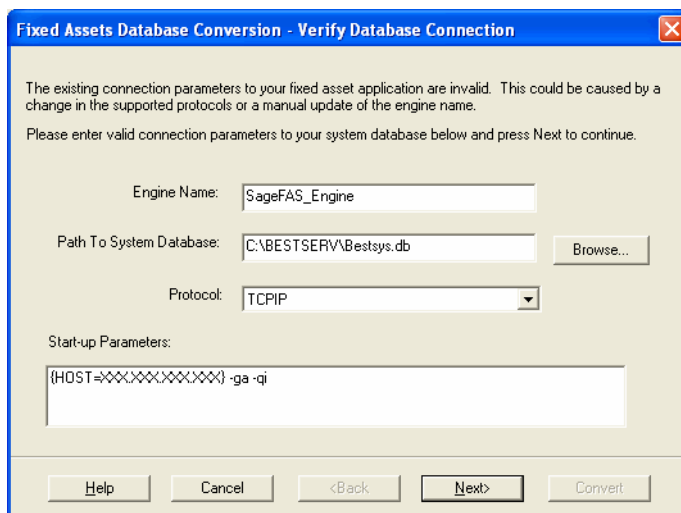 Fixed Assets Database Conversion - Verify Database Connection
The existing connection parameters to your fixed asset application are invalid. This could be caused by a
change in the supported protocols or a manual update of the engine name.
Please enter valid connection parameters to your system database below and press Next to continue.
Engine Name: SageFAS_Engine
Path To System Database: C:\BESTSERV\Bestsys.db Browse...
Protocol: TCPIP
Start-up Parameters:
{HOST=XXX.XXX.XXX.XXX} -ga -qi
Help Cancel <Back Next> Convert